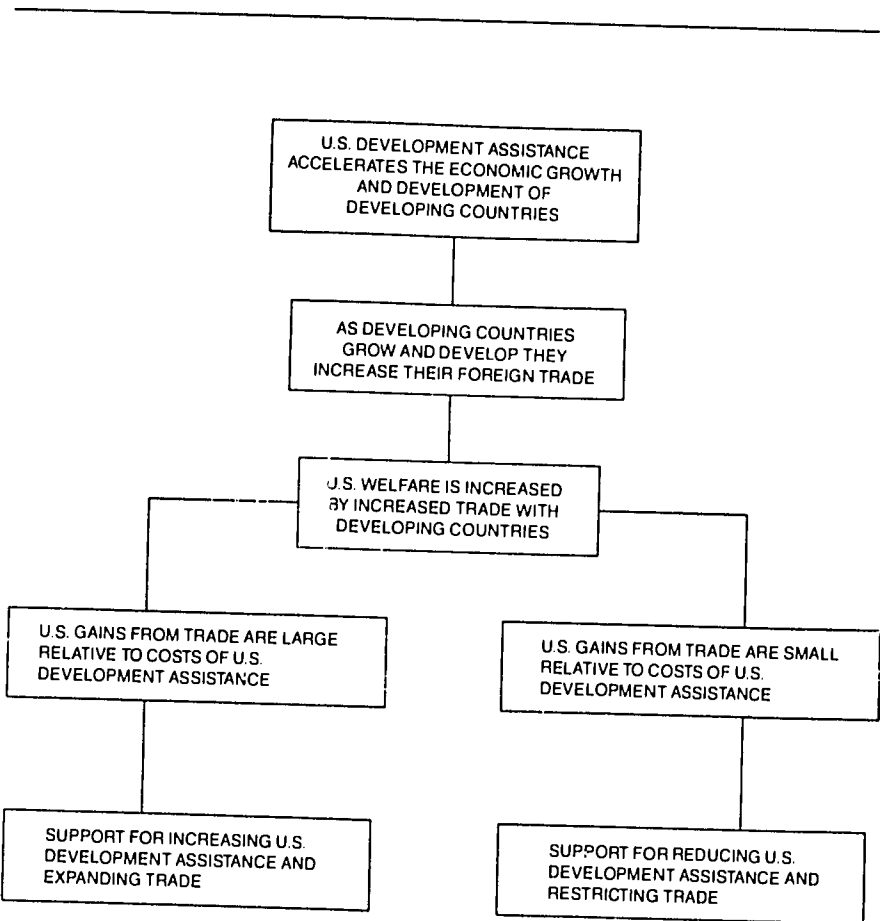 U.S. DEVELOPMENT ASSISTANCE
ACCELERATES THE ECONOMIC GROWTH
AND DEVELOPMENT OF
DEVELOPING COUNTRIES
AS DEVELOPING COUNTRIES
GROW AND DEVELOP THEY
INCREASE THEIR FOREIGN TRADE
U.S. WELFARE IS INCREASED
BY INCREASED TRADE WITH
DEVELOPING COUNTRIES
U.S. GAINS FROM TRADE ARE LARGE
RELATIVE TO COSTS OF U.S.
DEVELOPMENT ASSISTANCE
U.S. GAINS FROM TRADE ARE SMALL
RELATIVE TO COSTS OF U.S.
DEVELOPMENT ASSISTANCE
SUPPORT FOR INCREASING U.S.
DEVELOPMENT ASSISTANCE AND
EXPANDING TRADE
SUPPORT FOR REDUCING U.S.
DEVELOPMENT ASSISTANCE AND
RESTRICTING TRADE